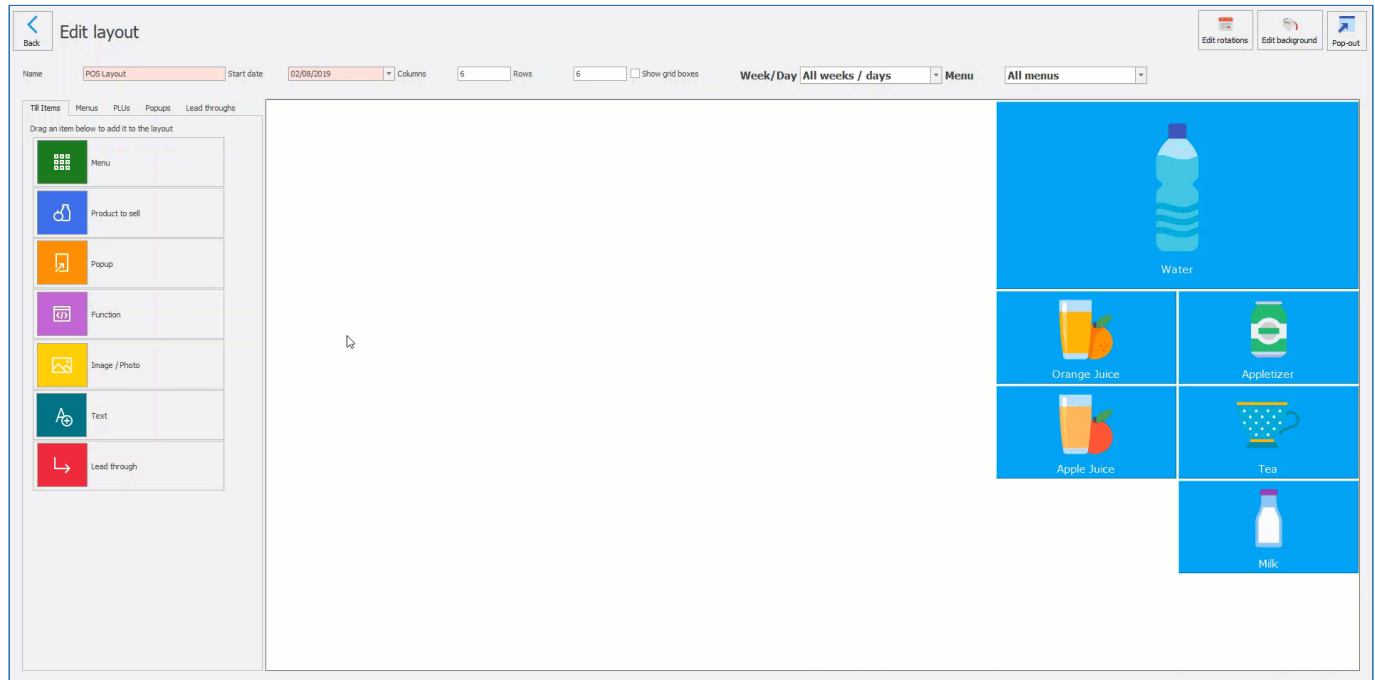 Back
Edit layout
Edit rotations
Edit background
Pop-out
Name
POS Layout
Start date
02/08/2019
Columns
6
Rows
6
Show grid boxes
Week/Day
All weeks / days
Menu
All menus
Till Items
Menus
PLUs
Popups
Lead throughs
Drag an item below to add it to the layout
Menu
Product to sell
Popup
Function
Image / Photo
Text
Lead through
Water
Orange Juice
Appletizer
Apple Juice
Tea
Milk